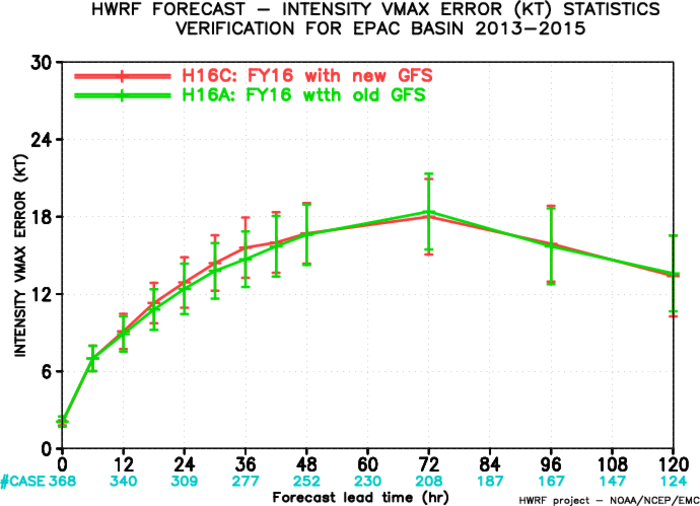 HWRF FORECAST – INTENSITY VMAX ERROR (KT) STATISTICS
VERIFICATION FOR EPAC BASIN 2013–2015
H16C: FY16 with new GFS
H16A: FY16 wtth old GFS
INTENSITY VMAX ERROR (KT)
30
24
18
12
6
0
0 12 24 36 48 60 72 84 96 108 120
#CASE 368 340 309 277 252 230 208 187 167 147 124
Forecast lead time (hr)
HWRF project – NOAA/NCEP/EMC